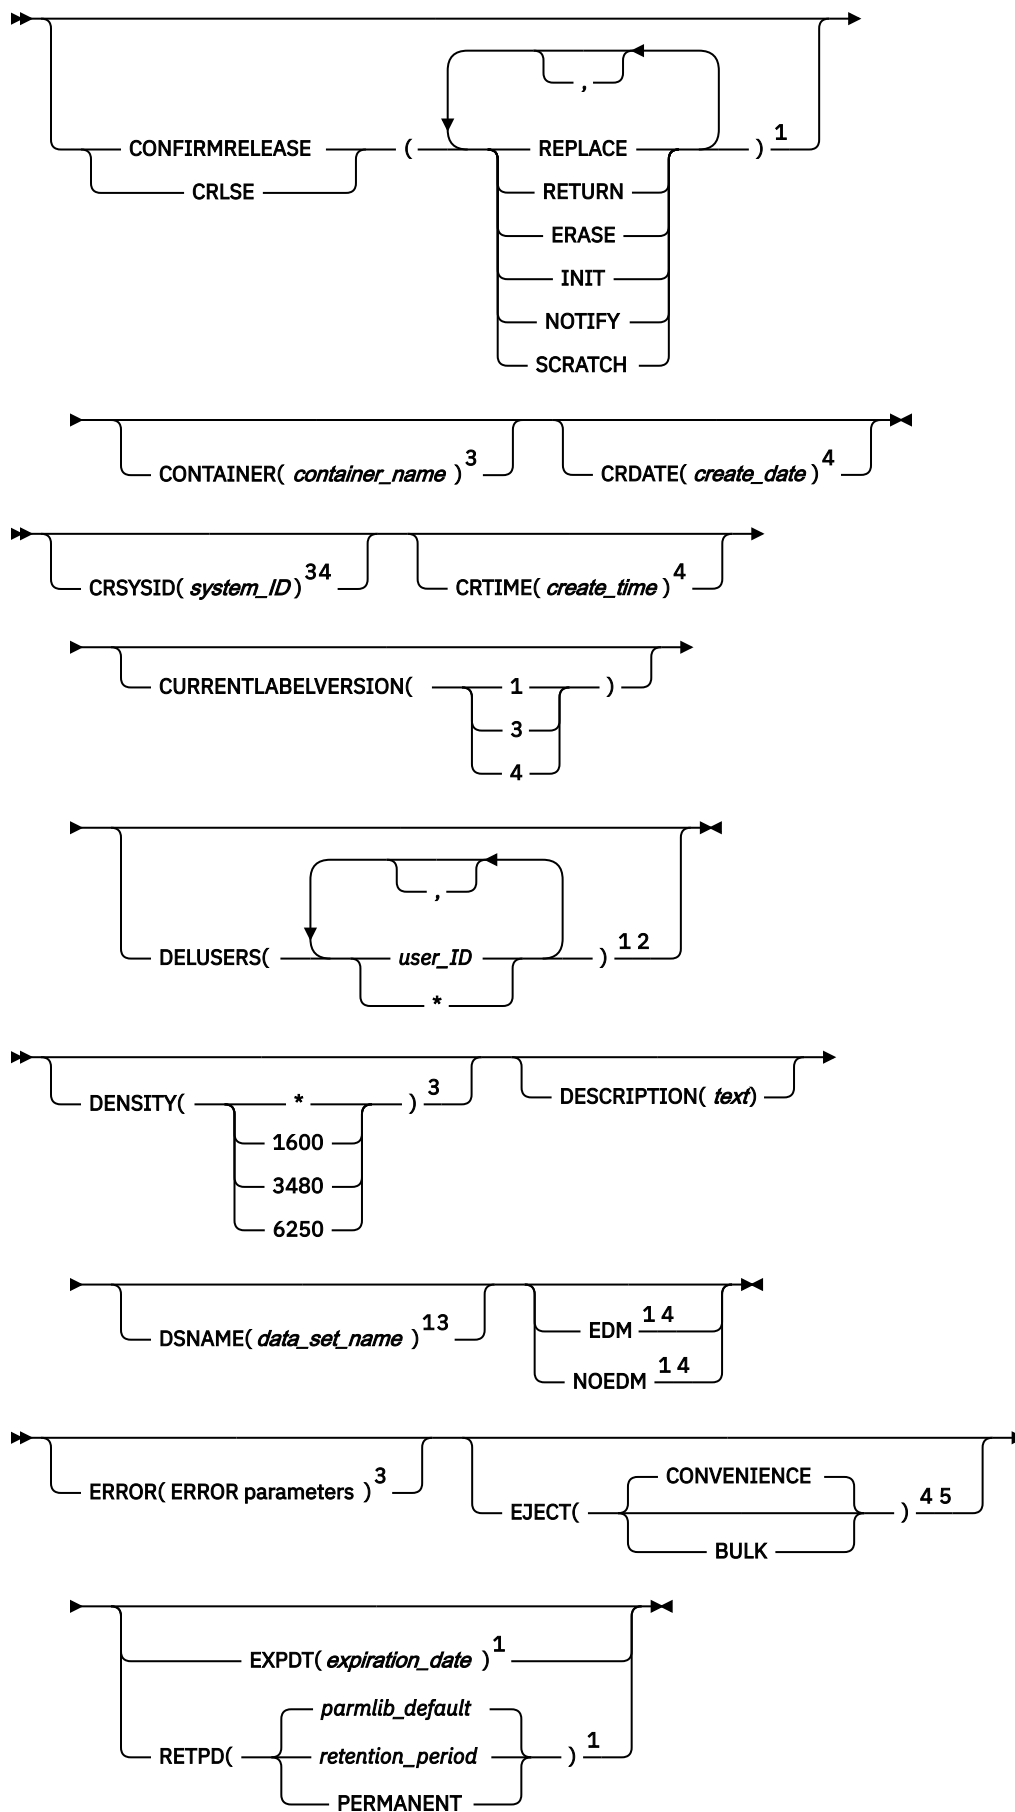 ,
CONFIRMRELEASE ( REPLACE ) 1
CRLSE RETURN
ERASE
INIT
NOTIFY
SCRATCH
CONTAINER( container_name ) 3 CRDATE( create_date ) 4
CRSYSID( system_ID ) 3 4 CRTIME( create_time ) 4
CURRENTLABELVERSION( 1 )
3
4
,
DELUSERS( user_ID ) 1 2
*
DENSITY( * ) 3 DESCRIPTION( text)
1600
3480
6250
DSNAME( data_set_name ) 1 3 EDM 1 4
NOEDM 1 4
ERROR( ERROR parameters ) 3 CONVENIENCE
EJECT( ) 4 5
BULK
EXPDT( expiration_date ) 1
parmlib_default
RETPD( retention_period ) 1
PERMANENT